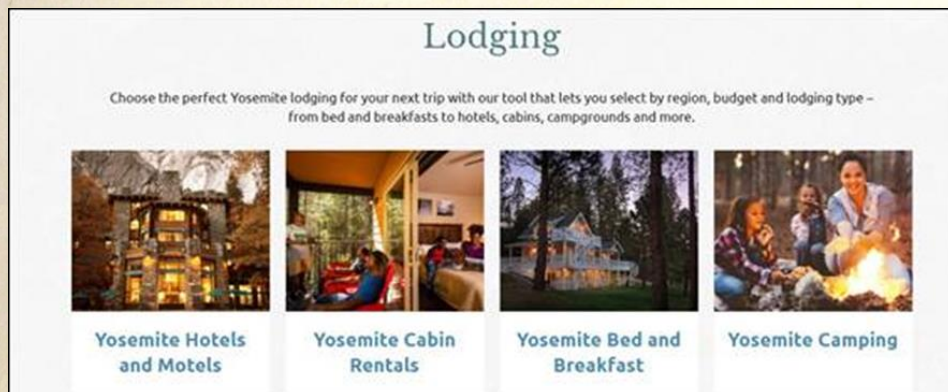 Lodging
Choose the perfect Yosemite lodging for your next trip with our tool that lets you select by region, budget and lodging type –
from bed and breakfasts to hotels, cabins, campgrounds and more.
Yosemite Hotels
and Motels
Yosemite Cabin
Rentals
Yosemite Bed and
Breakfast
Yosemite Camping